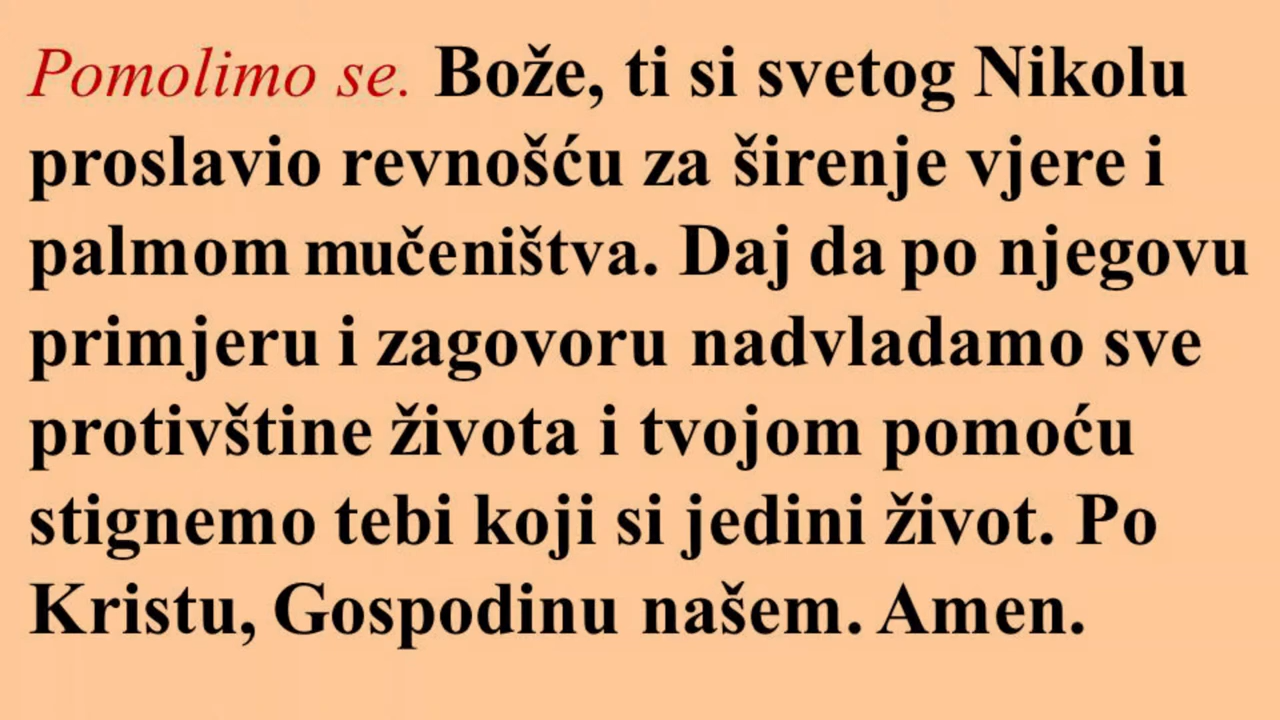 Pomolimo se. Bože, ti si svetog Nikolu
proslavio revnošću za širenje vjere i
palmom mučeništva. Daj da po njegovu
primjeru i zagovoru nadvladamo sve
protivštine života i tvojom pomoću
stignemo tebi koji si jedini život. Po
Kristu, Gospodinu našem. Amen.